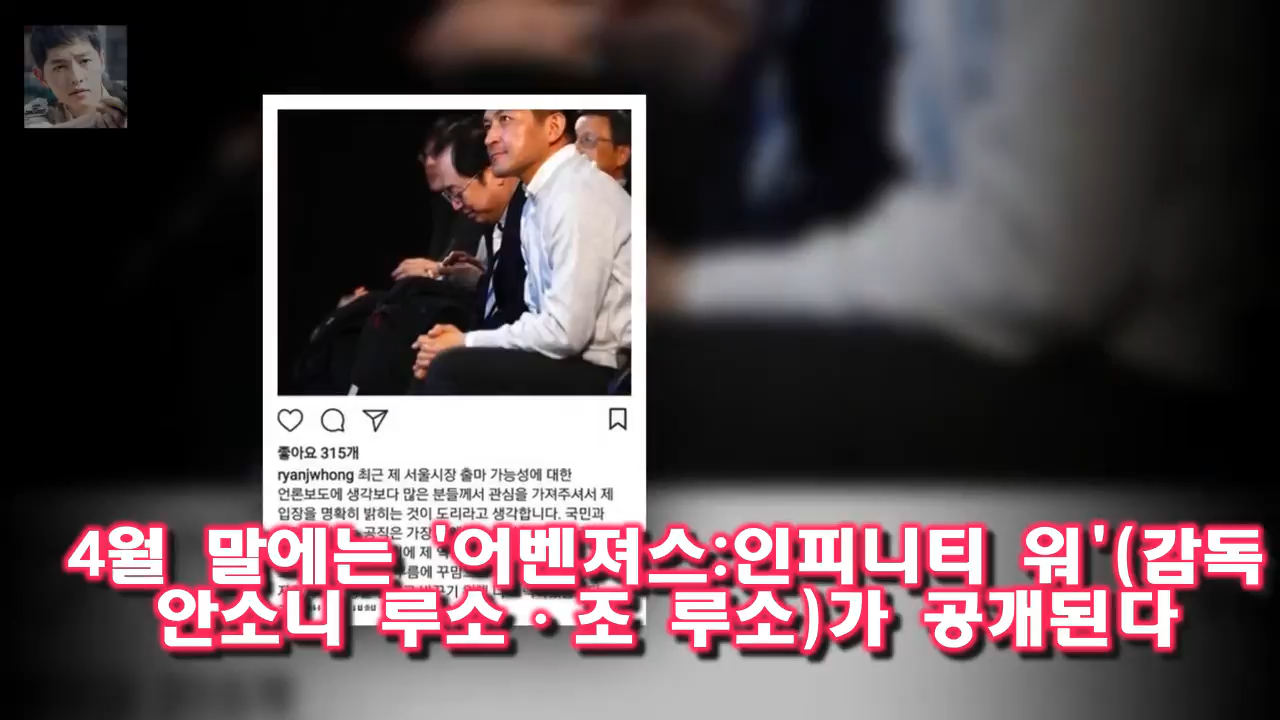 좋아요 315개
ryanjwhong 최근 제 서울시장 출마 가능성에 대한
언론보도에 생각보다 많은 분들께서 관심을 가져주셔서 제
입장을 명확히 밝히는 것이 도리라고 생각합니다. 국민과
공직은 가장
4월 말에는 '어벤져스:인피니티 워'(감독
안소니 루소·조 루소)가 공개된다